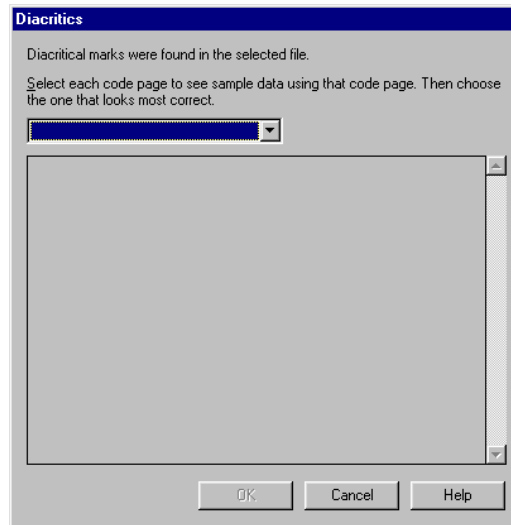 Diacritics
Diacritical marks were found in the selected file.
Select each code page to see sample data using that code page. Then choose
the one that looks most correct.
OK
Cancel
Help